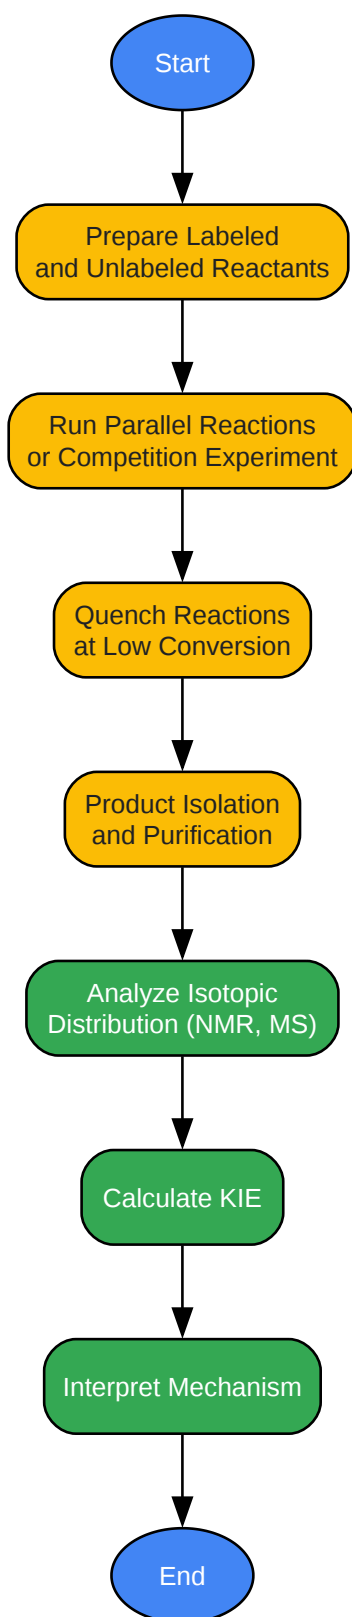 Start
Prepare Labeled
and Unlabeled Reactants
Run Parallel Reactions
or Competition Experiment
Quench Reactions
at Low Conversion
Product Isolation
and Purification
Analyze Isotopic
Distribution (NMR, MS)
Calculate KIE
Interpret Mechanism
End